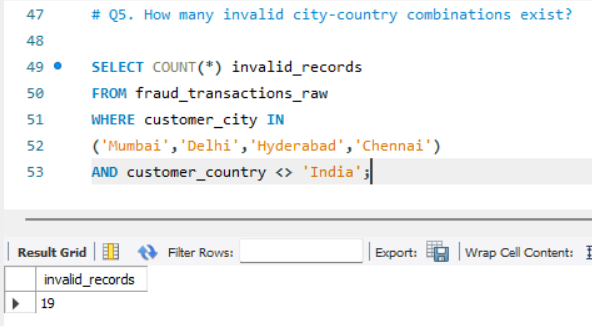 47 # Q5. How many invalid city-country combinations exist?
48
49 SELECT COUNT(*) invalid_records
50 FROM fraud_transactions_raw
51 WHERE customer_city IN
52 ('Mumbai','Delhi','Hyderabad','Chennai')
53 AND customer_country <> 'India';
Result Grid Filter Rows: Export: Wrap Cell Content:
invalid_records
19